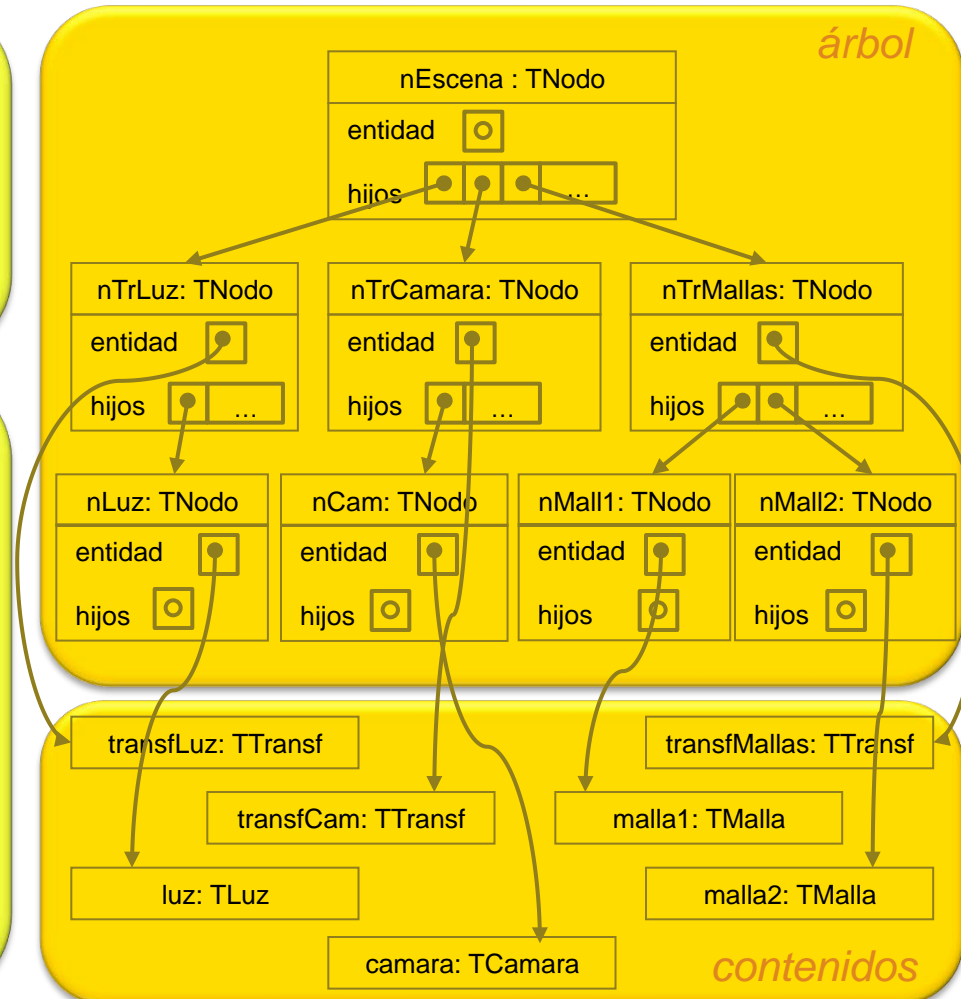 árbol
nEscena : TNodo
entidad
hijos ...
nTrLuz: TNodo
entidad
hijos ...
nTrCamara: TNodo
entidad
hijos ...
nTrMallas: TNodo
entidad
hijos ...
nLuz: TNodo
entidad
hijos
nCam: TNodo
entidad
hijos
nMall1: TNodo
entidad
hijos
nMall2: TNodo
entidad
hijos
transfLuz: TTransf
transfMallas: TTransf
transfCam: TTransf
malla1: TMalla
luz: TLuz
malla2: TMalla
camara: TCamara
contenidos